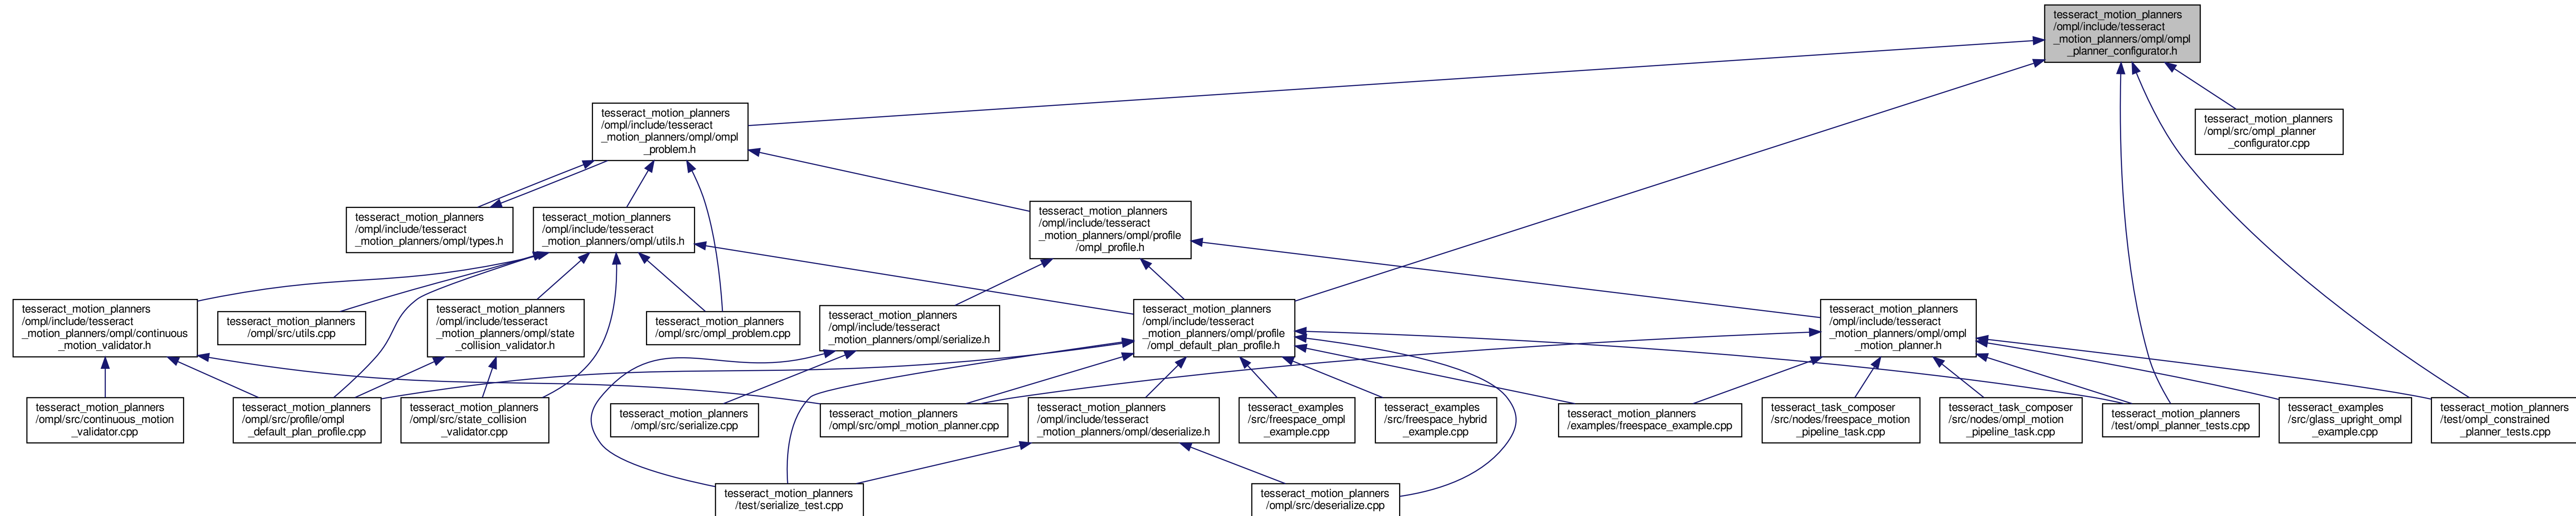 tesseract_motion_planners
/ompl/include/tesseract
_motion_planners/ompl/ompl
_planner_configurator.h
tesseract_motion_planners
/ompl/include/tesseract
_motion_planners/ompl/ompl
_problem.h
tesseract_motion_planners
/ompl/src/ompl_planner
_configurator.cpp
tesseract_motion_planners
/ompl/include/tesseract
_motion_planners/ompl/types.h
tesseract_motion_planners
/ompl/include/tesseract
_motion_planners/ompl/utils.h
tesseract_motion_planners
/ompl/include/tesseract
_motion_planners/ompl/profile
/ompl_profile.h
tesseract_motion_planners
/ompl/include/tesseract
_motion_planners/ompl/continuous
_motion_validator.h
tesseract_motion_planners
/ompl/src/utils.cpp
tesseract_motion_planners
/ompl/include/tesseract
_motion_planners/ompl/state
_collision_validator.h
tesseract_motion_planners
/ompl/src/ompl_problem.cpp
tesseract_motion_planners
/ompl/include/tesseract
_motion_planners/ompl/serialize.h
tesseract_motion_planners
/ompl/include/tesseract
_motion_planners/ompl/profile
/ompl_default_plan_profile.h
tesseract_motion_planners
/ompl/include/tesseract
_motion_planners/ompl/ompl
_motion_planner.h
tesseract_motion_planners
/ompl/src/continuous_motion
_validator.cpp
tesseract_motion_planners
/ompl/src/profile/ompl
_default_plan_profile.cpp
tesseract_motion_planners
/ompl/src/state_collision
_validator.cpp
tesseract_motion_planners
/ompl/src/serialize.cpp
tesseract_motion_planners
/ompl/src/ompl_motion_planner.cpp
tesseract_motion_planners
/ompl/include/tesseract
_motion_planners/ompl/deserialize.h
tesseract_examples
/src/freespace_ompl
_example.cpp
tesseract_examples
/src/freespace_hybrid
_example.cpp
tesseract_motion_planners
/examples/freespace_example.cpp
tesseract_task_composer
/src/nodes/freespace_motion
_pipeline_task.cpp
tesseract_task_composer
/src/nodes/ompl_motion
_pipeline_task.cpp
tesseract_motion_planners
/test/ompl_planner_tests.cpp
tesseract_examples
/src/glass_upright_ompl
_example.cpp
tesseract_motion_planners
/test/ompl_constrained
_planner_tests.cpp
tesseract_motion_planners
/test/serialize_test.cpp
tesseract_motion_planners
/ompl/src/deserialize.cpp